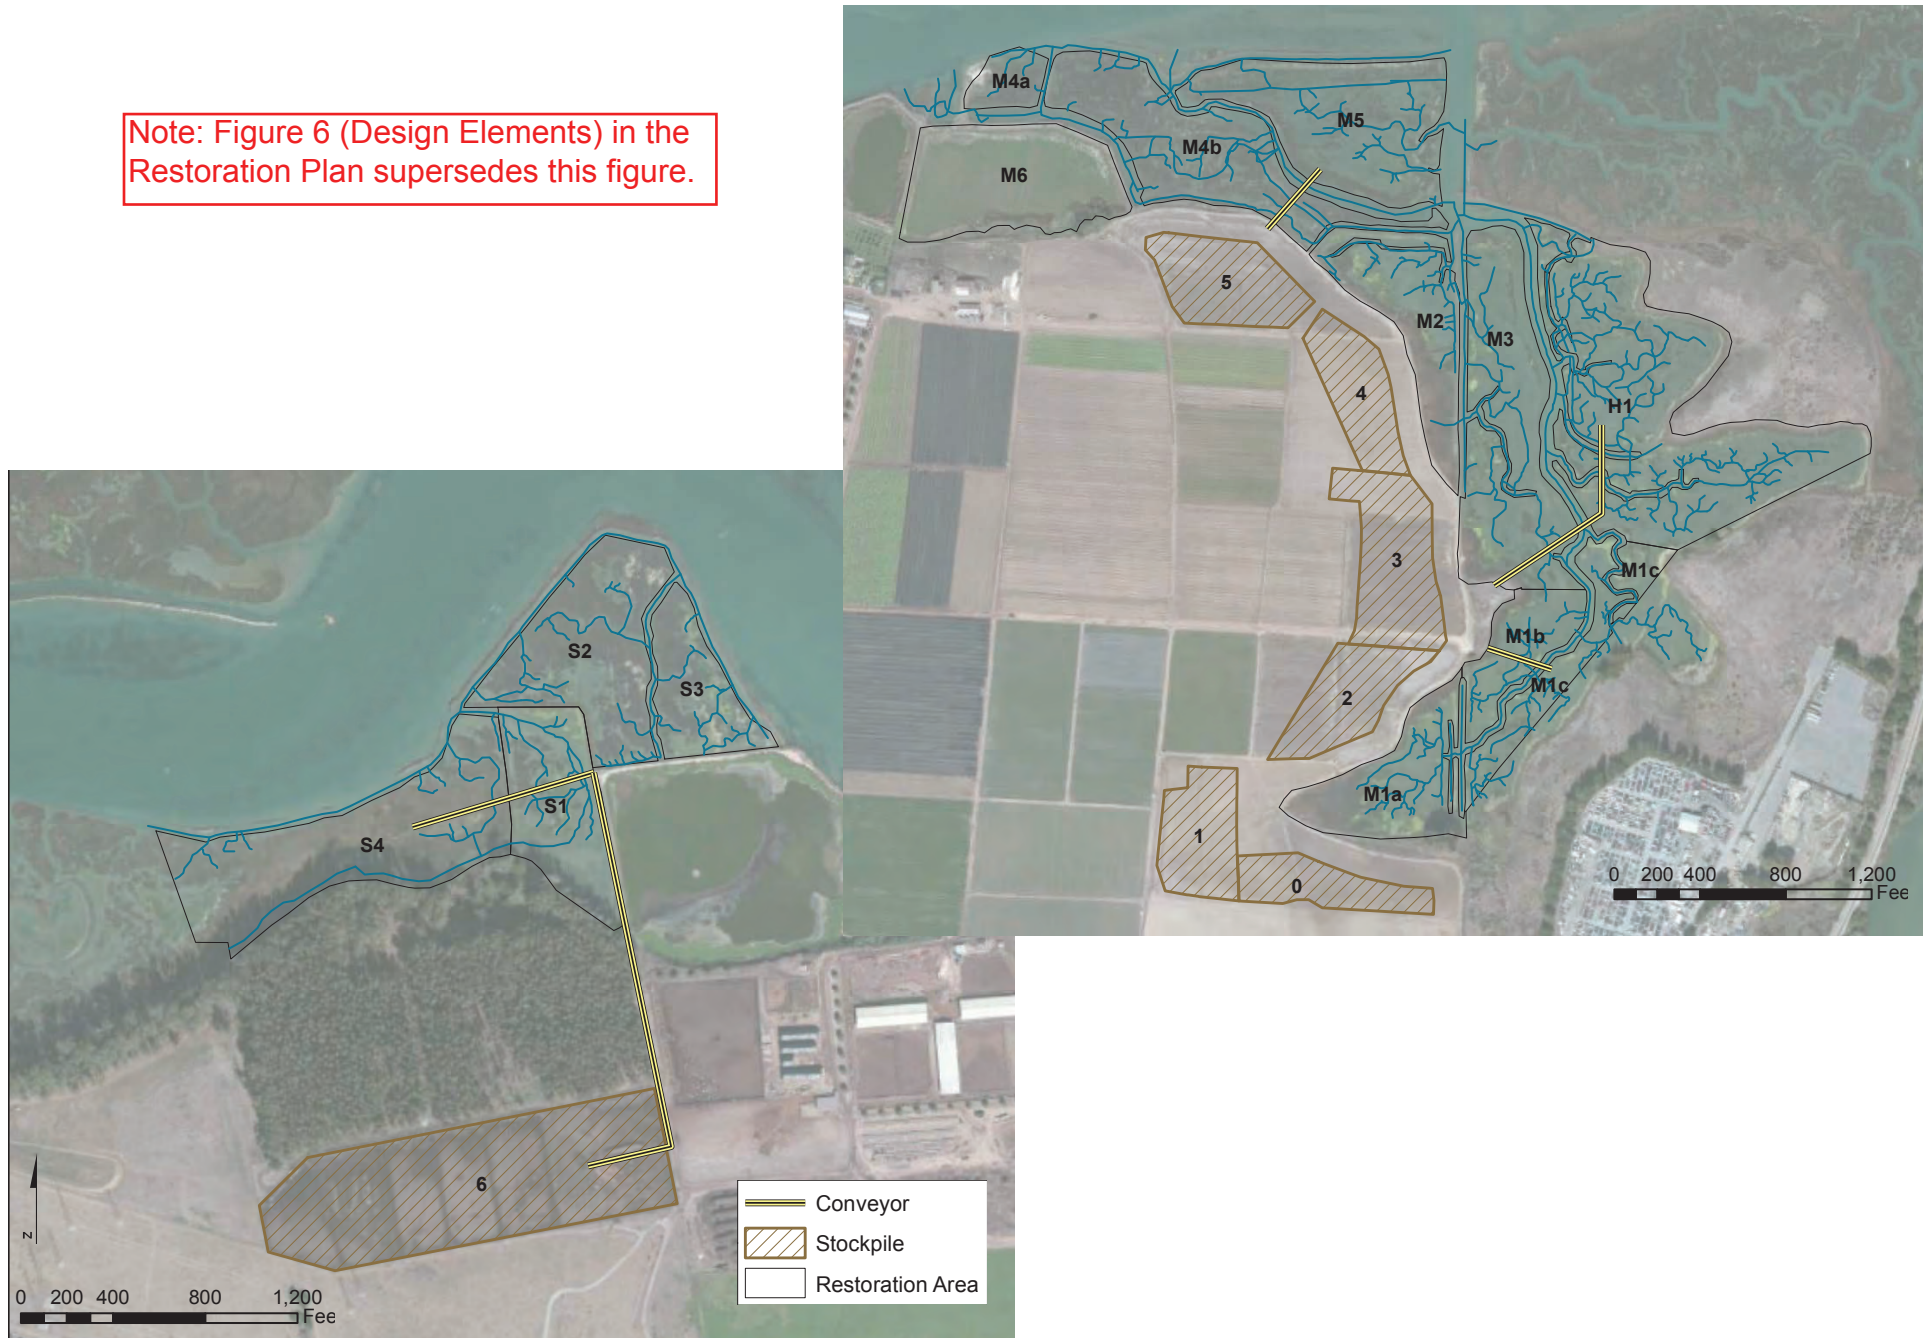 Note: Figure 6 (Design Elements) in the
Restoration Plan supersedes this figure.
M4a
M5
M4b
M6
5
M2
M3
4
H1
3
M1c
M1b
M1c
2
M1a
1
0
0 200 400 800 1,200
Fee
S2
S3
S1
S4
6
z
0 200 400 800 1,200
Fee
Conveyor
Stockpile
Restoration Area